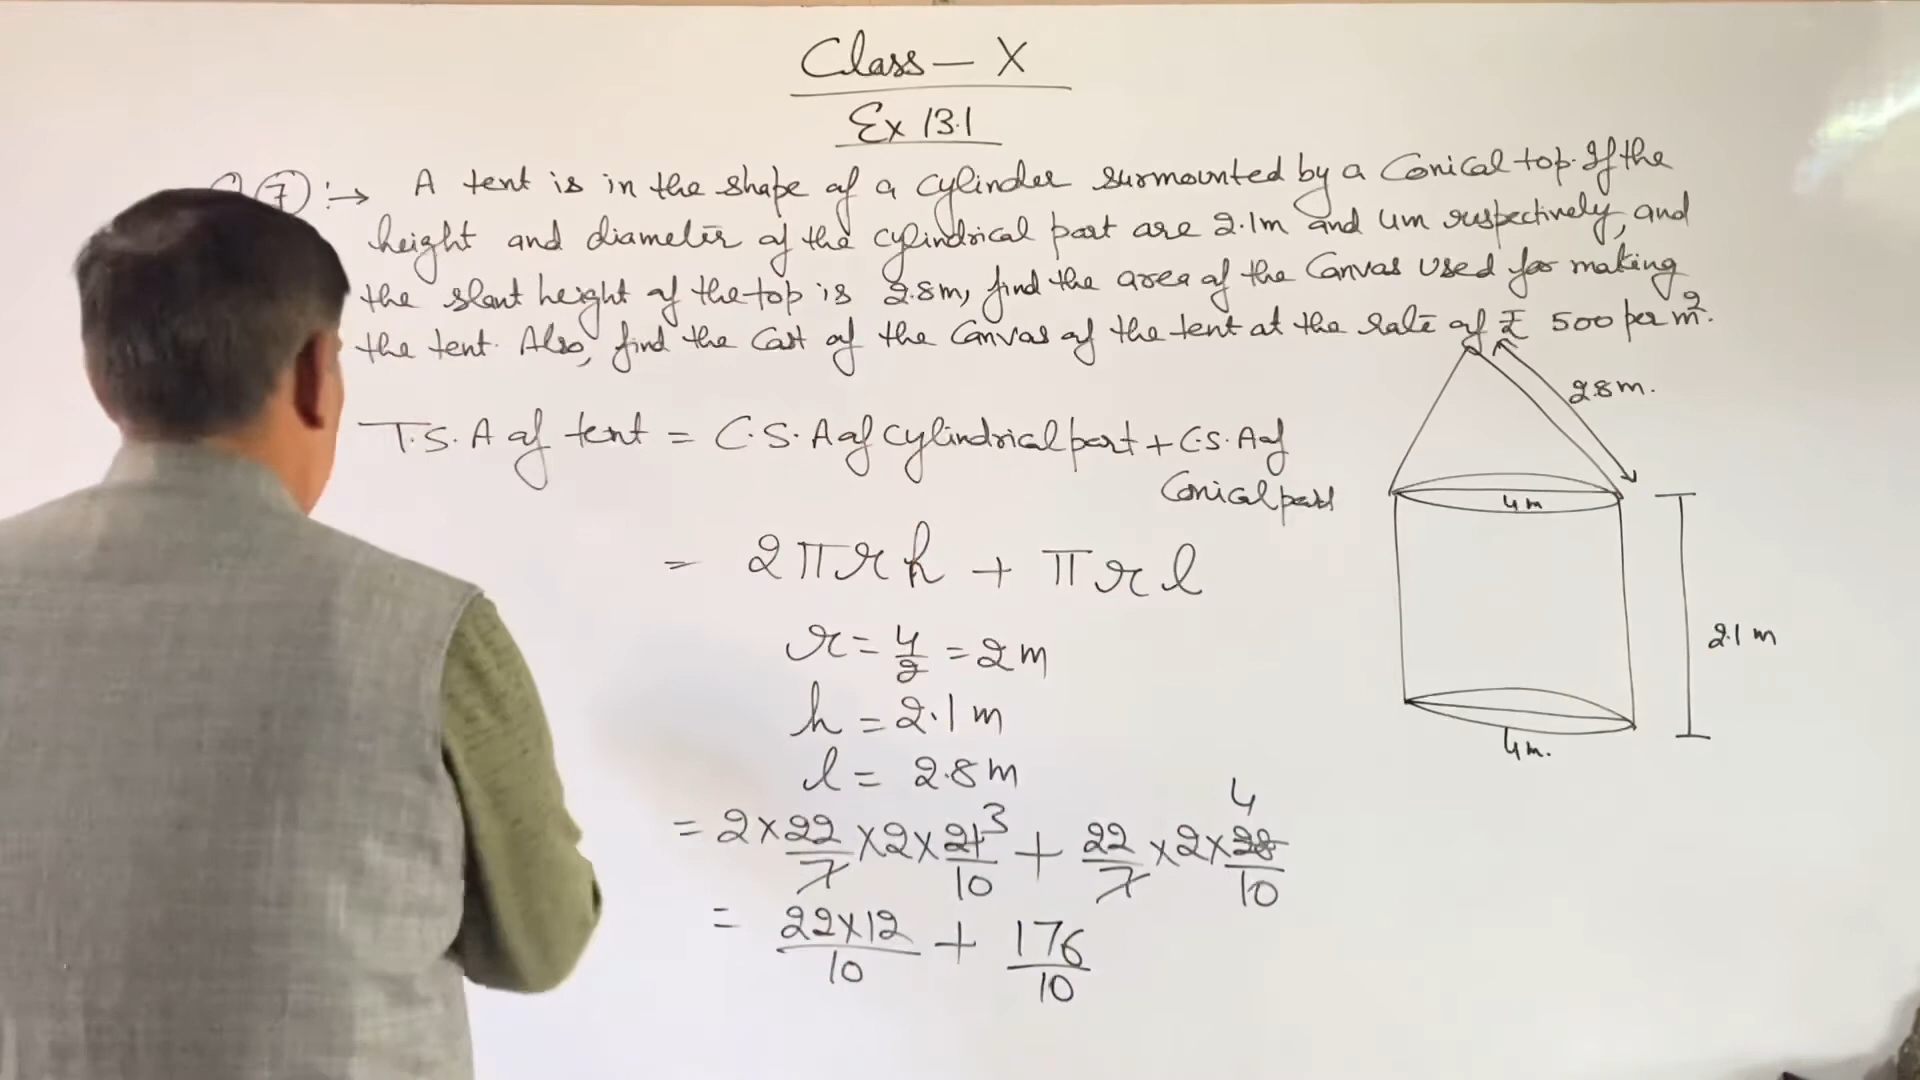 Class - X
Ex 13.1
Q (7) :→ A tent is in the shape of a cylinder surmounted by a Conical top. If the
height and diameter of the cylindrical part are 2.1m and 4m respectively, and
the slant height of the top is 2.8m, find the area of the Canvas used for making
the tent. Also, find the Cost of the Canvas of the tent at the rate of ₹ 500 per m².
T.S.A of tent = C.S.A of cylindrical part + C.S.A of
Conical part
= 2πrh + πrl
r = 4/2 = 2m
h = 2.1m
l = 2.8m
= 2 × 22/7 × 2 × 21/10 3 + 22/7 × 2 × 28/10 4
= 22×12/10 + 176/10
2.8m.
4m
2.1m
4m.